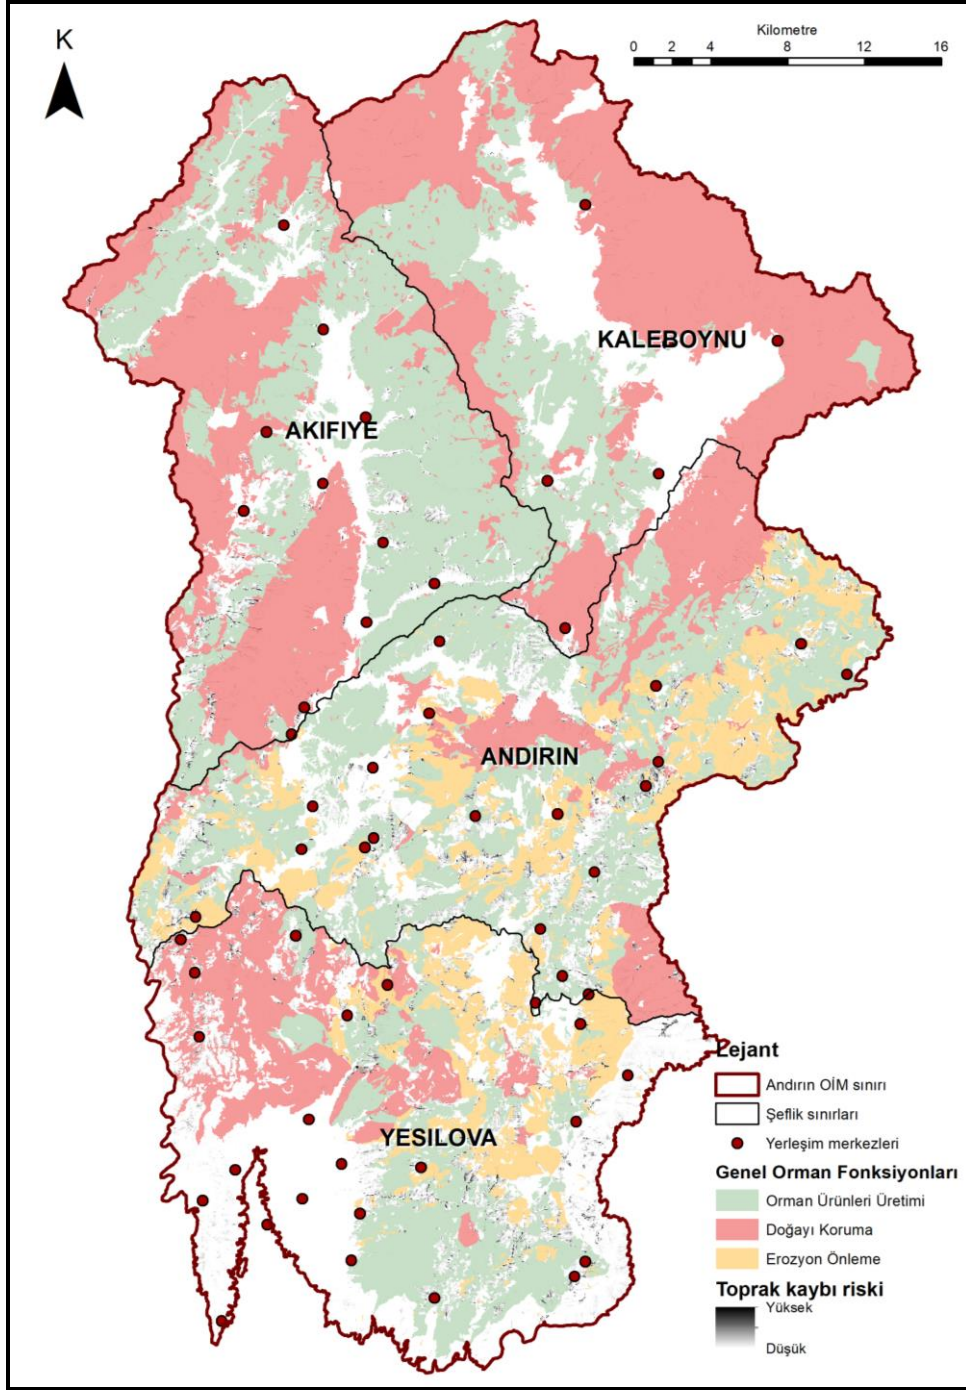 K
Kilometre
0 2 4 8 12 16
KALEBOYNU
AKIFIYE
ANDIRIN
YESILOVA
Lejant
Andırın OİM sınırı
Şeflik sınırları
Yerleşim merkezleri
Genel Orman Fonksiyonları
Orman Ürünleri Üretimi
Doğayı Koruma
Erozyon Önleme
Toprak kaybı riski
Yüksek
Düşük